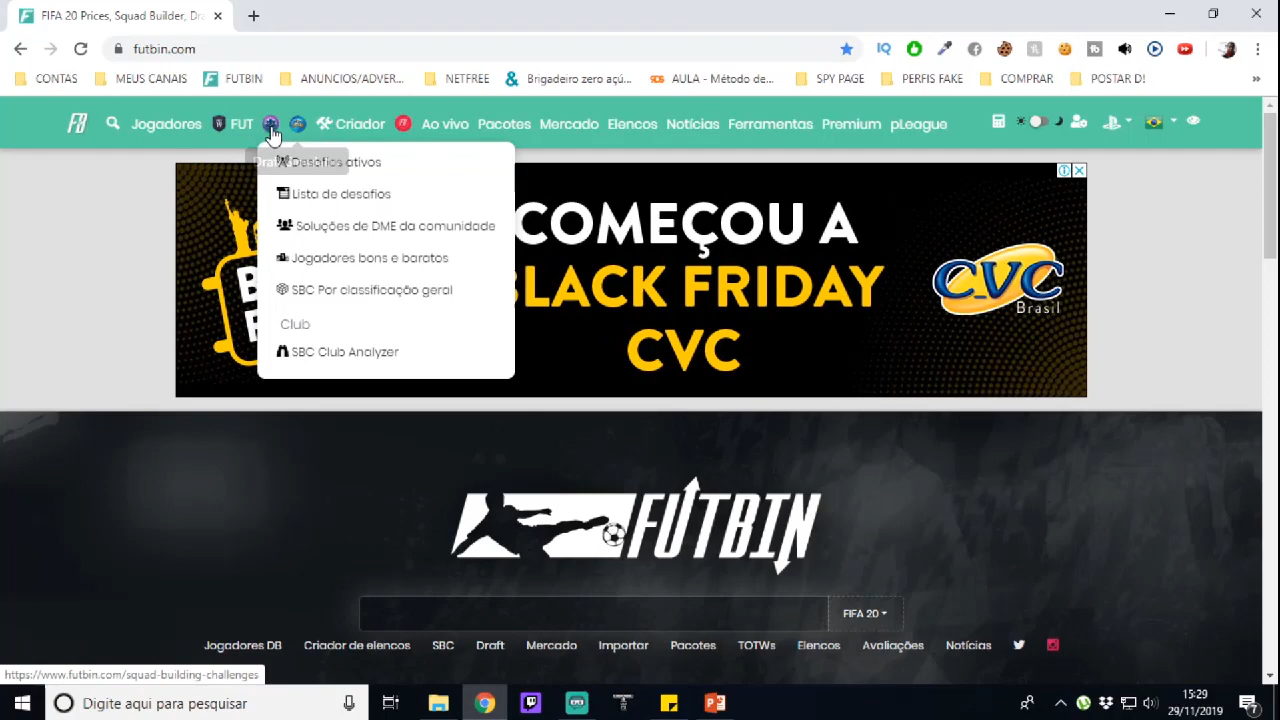 FIFA 20 Prices, Squad Builder, Dra
futbin.com
CONTAS MEUS CANAIS FUTBIN ANUNCIOS/ADVER... NETFREE Brigadeiro zero açú... AULA - Método de... SPY PAGE PERFIS FAKE COMPRAR POSTAR D! »
Jogadores FUT Criador Ao vivo Pacotes Mercado Elencos Notícias Ferramentas Premium pLeague
Desafios ativos
Lista de desafios
Soluções de DME da comunidade
Jogadores bons e baratos
SBC Por classificação geral
Club
SBC Club Analyzer
COMEÇOU A
BLACK FRIDAY
CVC
CVC
Brasil
FUTBIN
FIFA 20
Jogadores DB Criador de elencos SBC Draft Mercado Importar Pacotes TOTWs Elencos Avaliações Notícias
https://www.futbin.com/squad-building-challenges
Digite aqui para pesquisar
15:29
29/11/2019
7